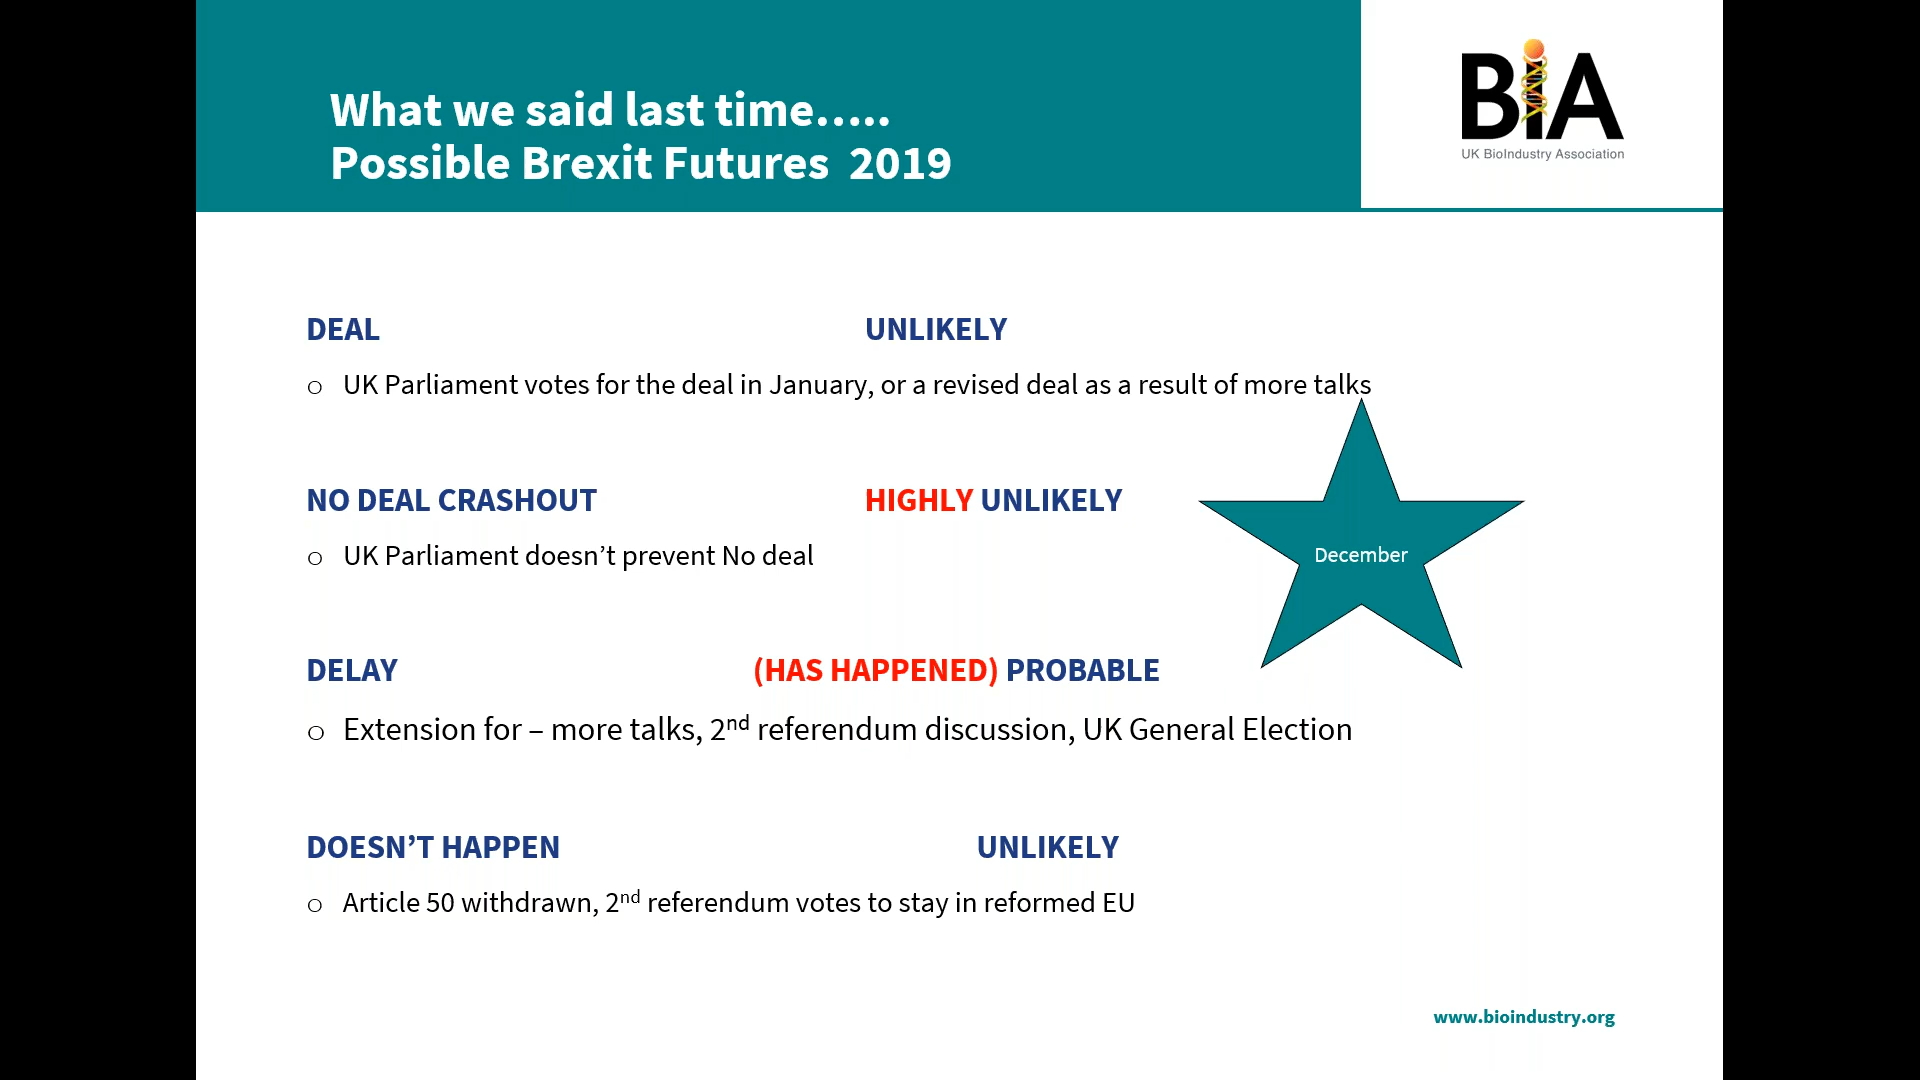 What we said last time.....
Possible Brexit Futures 2019
BiA
UK BioIndustry Association
DEAL UNLIKELY
o UK Parliament votes for the deal in January, or a revised deal as a result of more talks
NO DEAL CRASHOUT HIGHLY UNLIKELY
December
o UK Parliament doesn’t prevent No deal
DELAY (HAS HAPPENED) PROBABLE
o Extension for – more talks, 2nd referendum discussion, UK General Election
DOESN’T HAPPEN UNLIKELY
o Article 50 withdrawn, 2nd referendum votes to stay in reformed EU
www.bioindustry.org